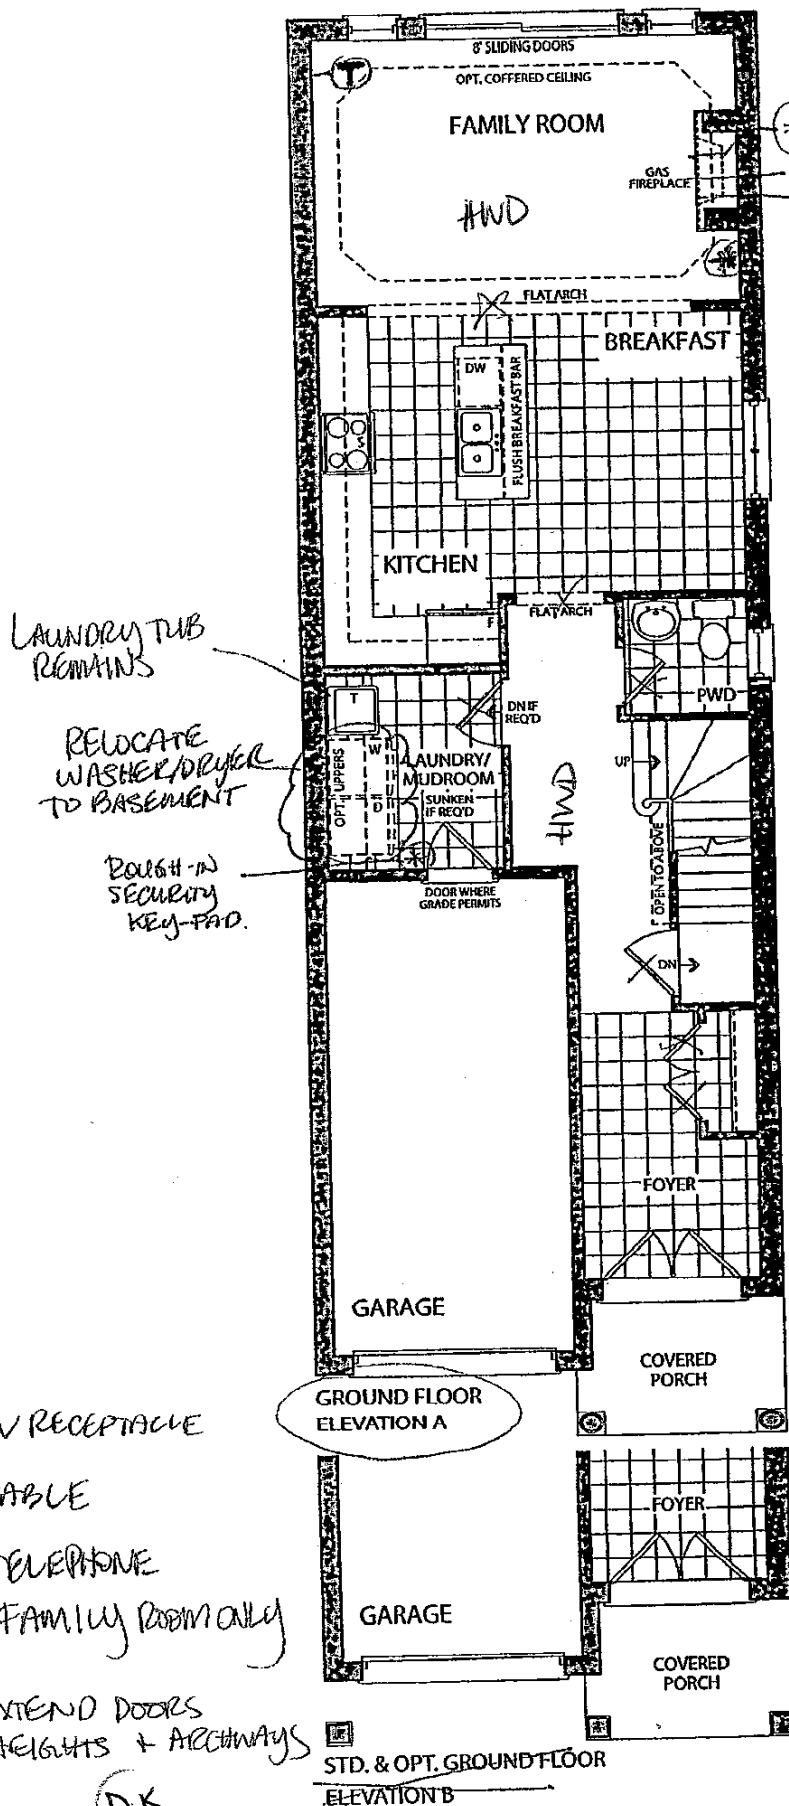 8' SLIDING DOORS
T
OPT. COFFERED CEILING
FAMILY ROOM
GAS
FIREPLACE
HWD
FLAT ARCH
BREAKFAST
DW
FLUSH BREAKFAST BAR
KITCHEN
FLAT ARCH
F
LAUNDRY TUB
REMAINS
T
DN IF
REQ'D
PWD
RELOCATE
WASHER/DRYER
TO BASEMENT
OPT. UPPERS
W
D
LAUNDRY/
MUDROOM
SUNKEN
IF REQ'D
UP
HWD
OPEN TO ABOVE
ROUGH-IN
SECURITY
KEY-PAD.
DOOR WHERE
GRADE PERMITS
DN
FOYER
GARAGE
COVERED
PORCH
GROUND FLOOR
ELEVATION A
V RECEPTACLE
ABLE
FOYER
TELEPHONE
FAMILY ROOM ONLY
GARAGE
COVERED
PORCH
XTEND DOORS
HEIGHTS + ARCHWAYS
STD. & OPT. GROUND FLOOR
ELEVATION B
D.K